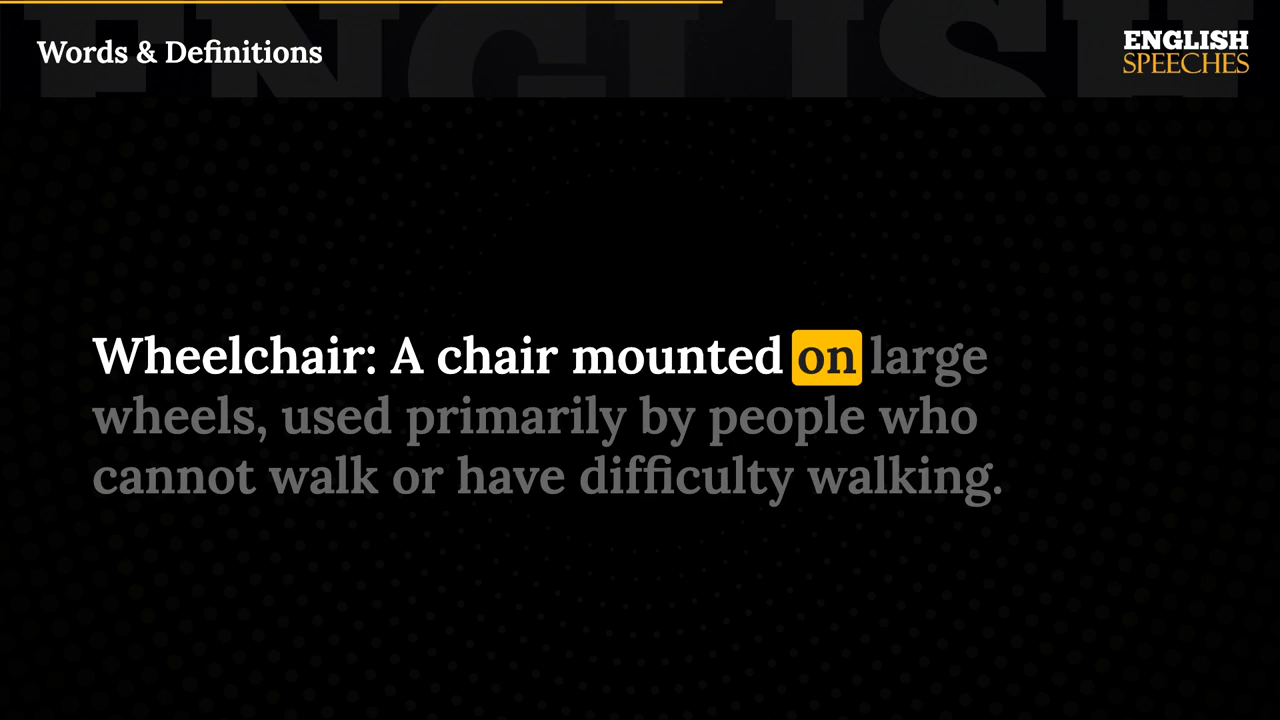 ENGLISH
Words & Definitions
ENGLISH
SPEECHES
Wheelchair: A chair mounted on large
wheels, used primarily by people who
cannot walk or have difficulty walking.